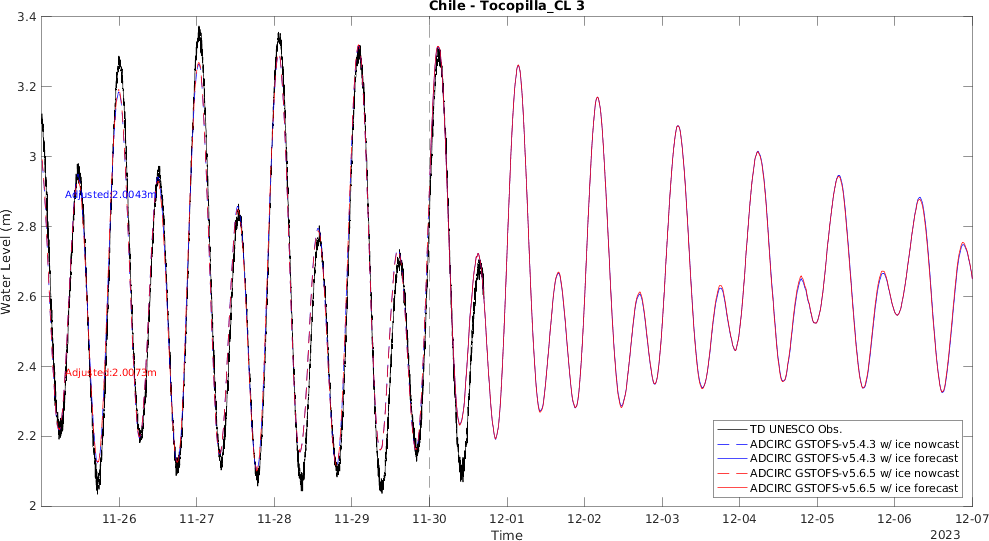 Chile - Tocopilla_CL 3
3.4
3.2
3
2.8
2.6
2.4
2.2
2
Water Level (m)
Adjusted:2.0043m
Adjusted:2.0073m
TD UNESCO Obs.
ADCIRC GSTOFS-v5.4.3 w/ ice nowcast
ADCIRC GSTOFS-v5.4.3 w/ ice forecast
ADCIRC GSTOFS-v5.6.5 w/ ice nowcast
ADCIRC GSTOFS-v5.6.5 w/ ice forecast
11-26 11-27 11-28 11-29 11-30 12-01 12-02 12-03 12-04 12-05 12-06 12-07
Time
2023